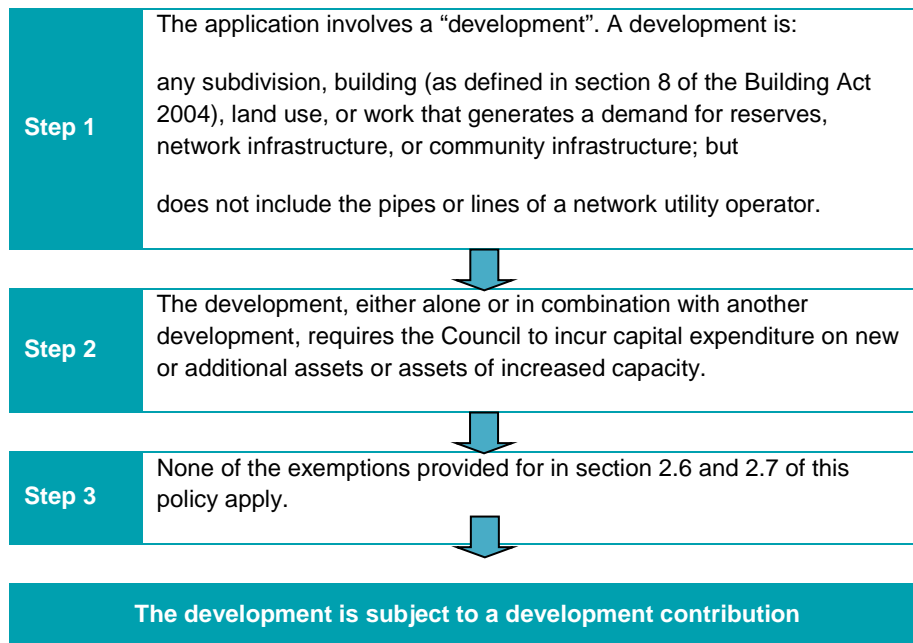 The application involves a “development”. A development is:
any subdivision, building (as defined in section 8 of the Building Act
2004), land use, or work that generates a demand for reserves,
Step 1
network infrastructure, or community infrastructure; but
does not include the pipes or lines of a network utility operator.
The development, either alone or in combination with another
development, requires the Council to incur capital expenditure on new
Step 2
or additional assets or assets of increased capacity.
None of the exemptions provided for in section 2.6 and 2.7 of this
Step 3
policy apply.
The development is subject to a development contribution